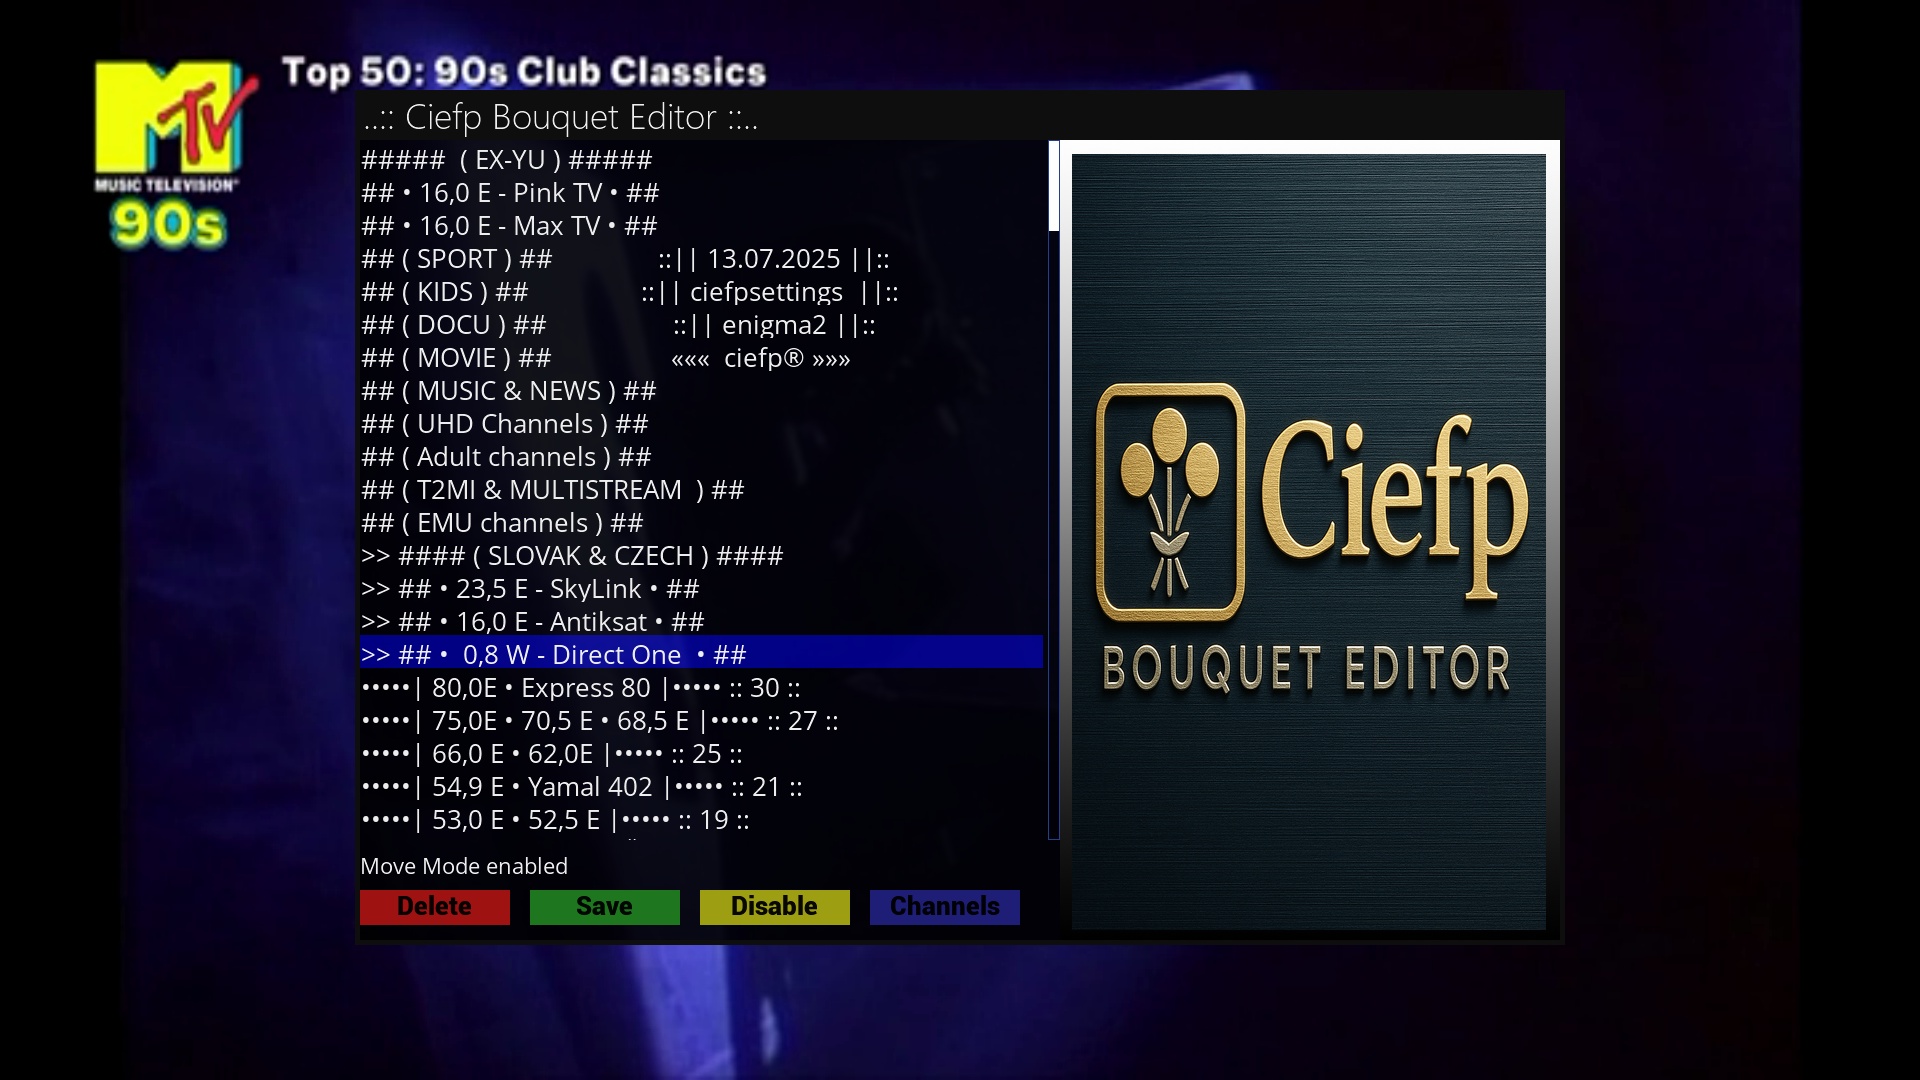 Top 50: 90s Club Classics
MTV
MUSIC TELEVISION
90s
..:: Ciefp Bouquet Editor ::..
##### ( EX-YU ) #####
## • 16,0 E - Pink TV • ##
## • 16,0 E - Max TV • ##
## ( SPORT ) ## ::|| 13.07.2025 ||::
## ( KIDS ) ## ::|| ciefpsettings ||::
## ( DOCU ) ## ::|| enigma2 ||::
## ( MOVIE ) ## ««« ciefp® »»»
## ( MUSIC & NEWS ) ##
## ( UHD Channels ) ##
## ( Adult channels ) ##
## ( T2MI & MULTISTREAM ) ##
## ( EMU channels ) ##
>> #### ( SLOVAK & CZECH ) ####
>> ## • 23,5 E - SkyLink • ##
>> ## • 16,0 E - Antiksat • ##
>> ## • 0,8 W - Direct One • ##
•••••| 80,0E • Express 80 |••••• :: 30 ::
•••••| 75,0E • 70,5 E • 68,5 E |••••• :: 27 ::
•••••| 66,0 E • 62,0E |••••• :: 25 ::
•••••| 54,9 E • Yamal 402 |••••• :: 21 ::
•••••| 53,0 E • 52,5 E |••••• :: 19 ::
Move Mode enabled
Delete Save Disable Channels
Ciefp
BOUQUET EDITOR